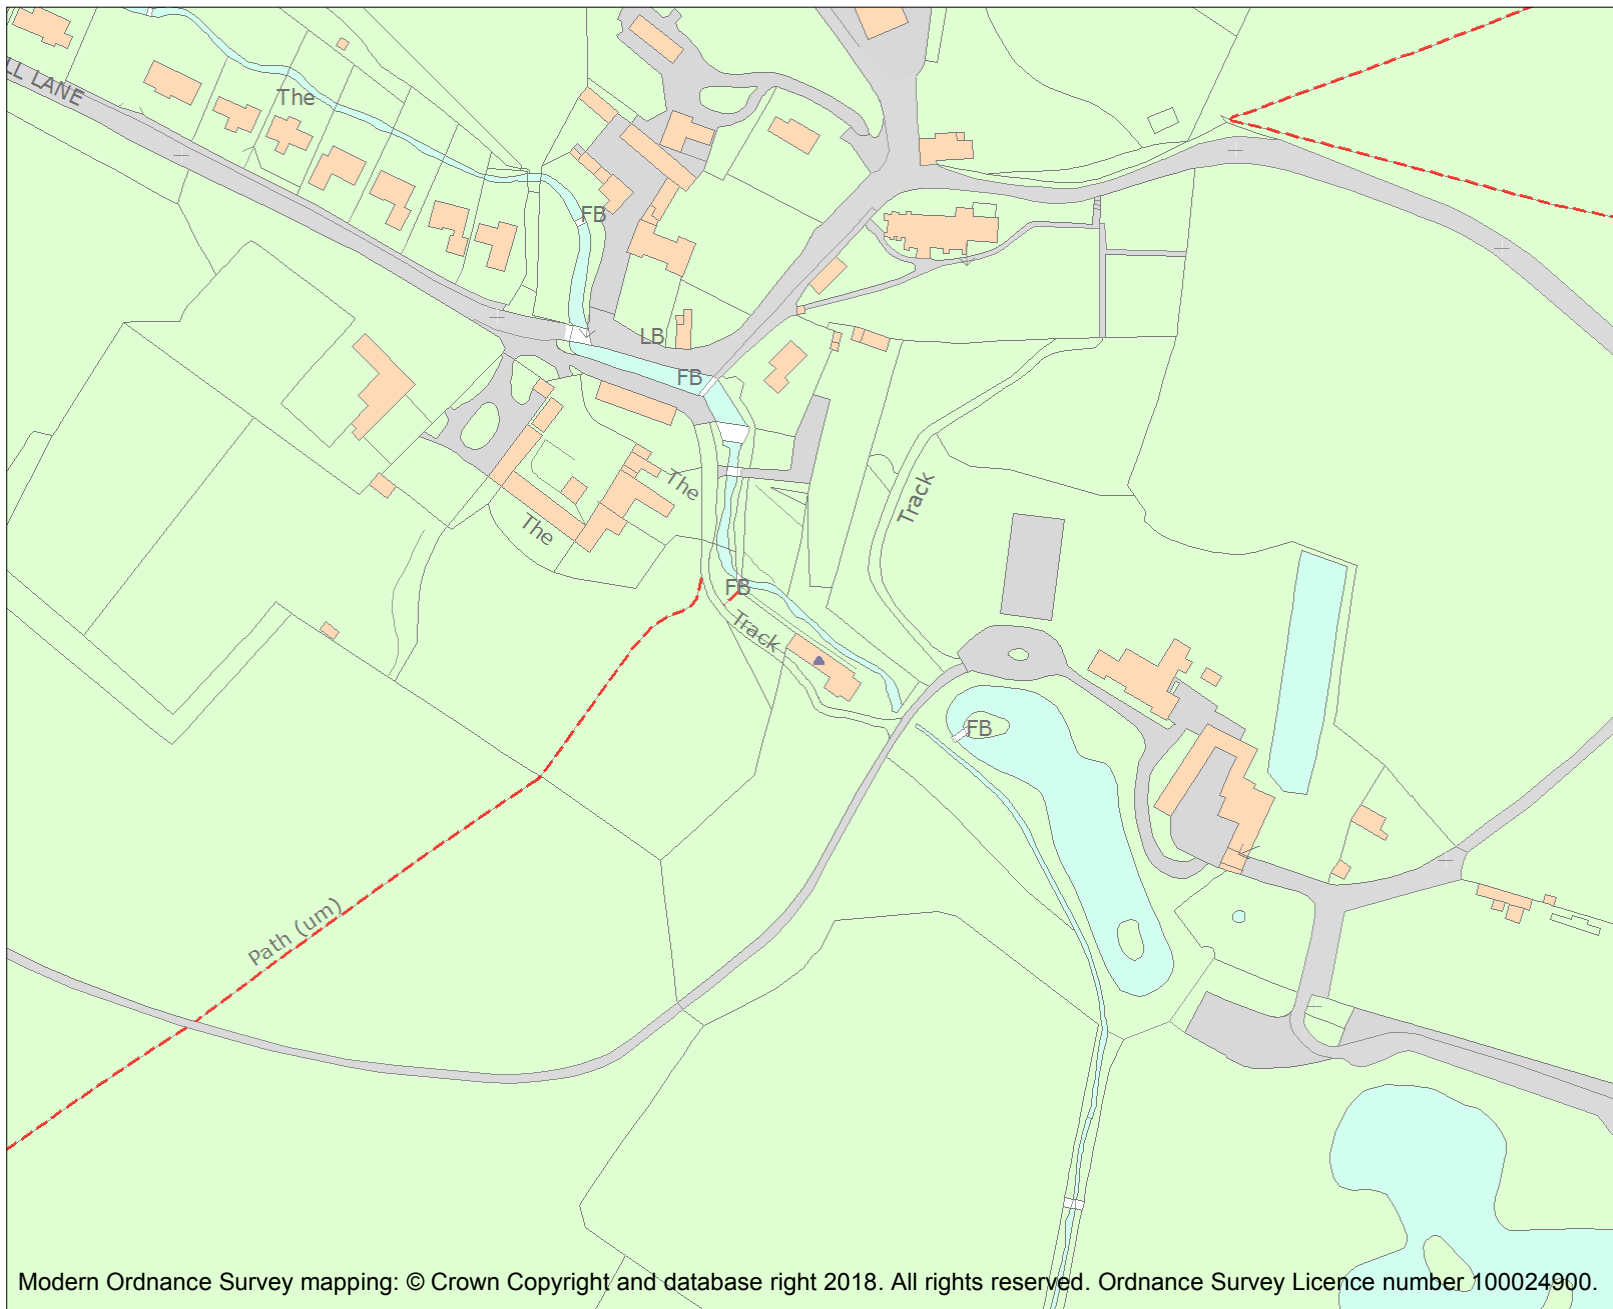 LL LANE
The
FB
LB
FB
The
The
Track
FB
Track
FB
Path (um)
Modern Ordnance Survey mapping: © Crown Copyright and database right 2018. All rights reserved. Ordnance Survey Licence number 100024900.